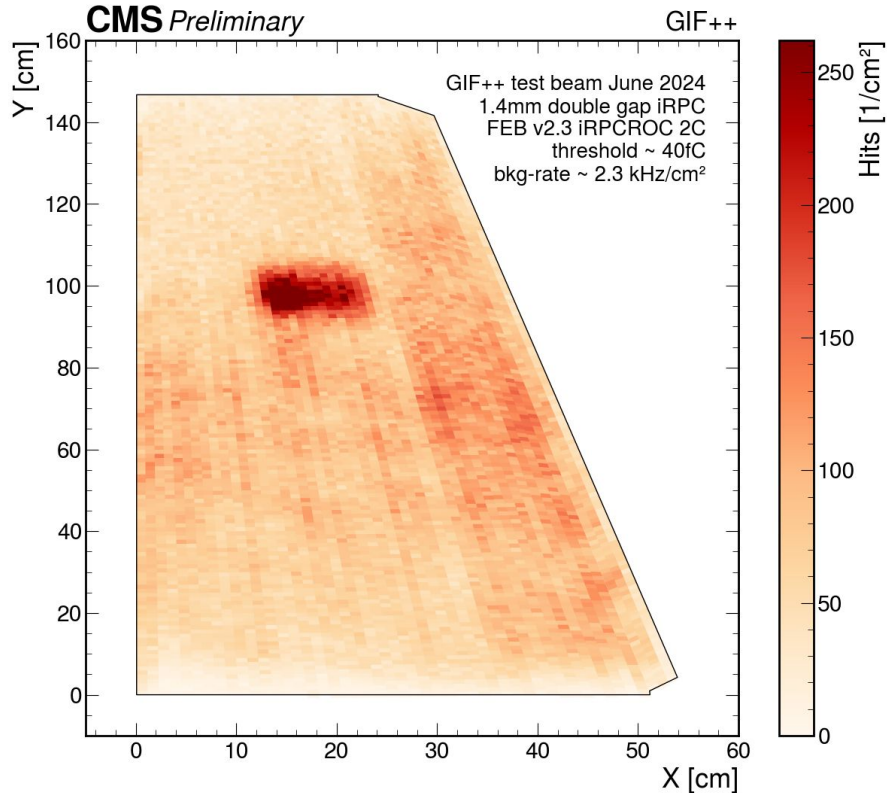 CMS Preliminary GIF++
GIF++ test beam June 2024
1.4mm double gap iRPC
FEB v2.3 iRPCROC 2C
threshold ~ 40fC
bkg-rate ~ 2.3 kHz/cm²
Y [cm]
160
140
120
100
80
60
40
20
0
0 10 20 30 40 50 60
X [cm]
Hits [1/cm²]
250
200
150
100
50
0